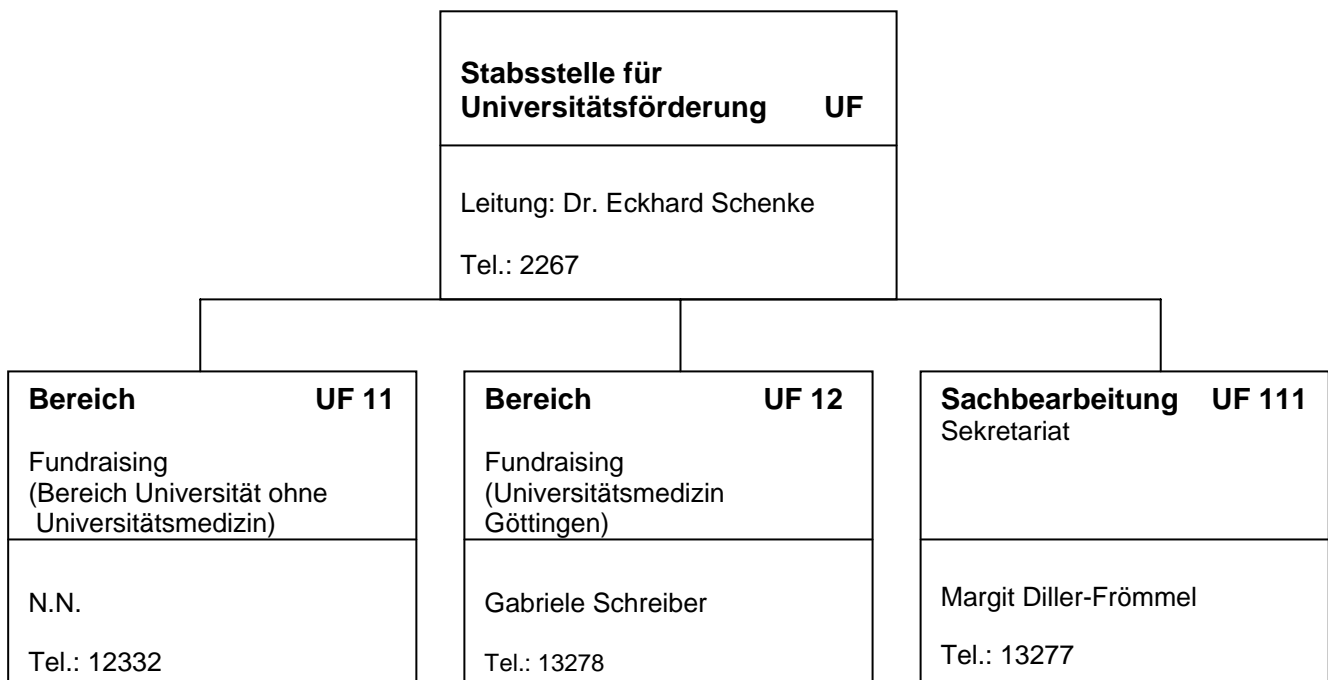 Stabsstelle für
Universitätsförderung UF
Leitung: Dr. Eckhard Schenke
Tel.: 2267
Bereich UF 11
Fundraising
(Bereich Universität ohne
Universitätsmedizin)
N.N.
Tel.: 12332
Bereich UF 12
Fundraising
(Universitätsmedizin
Göttingen)
Gabriele Schreiber
Tel.: 13278
Sachbearbeitung UF 111
Sekretariat
Margit Diller-Frömmel
Tel.: 13277